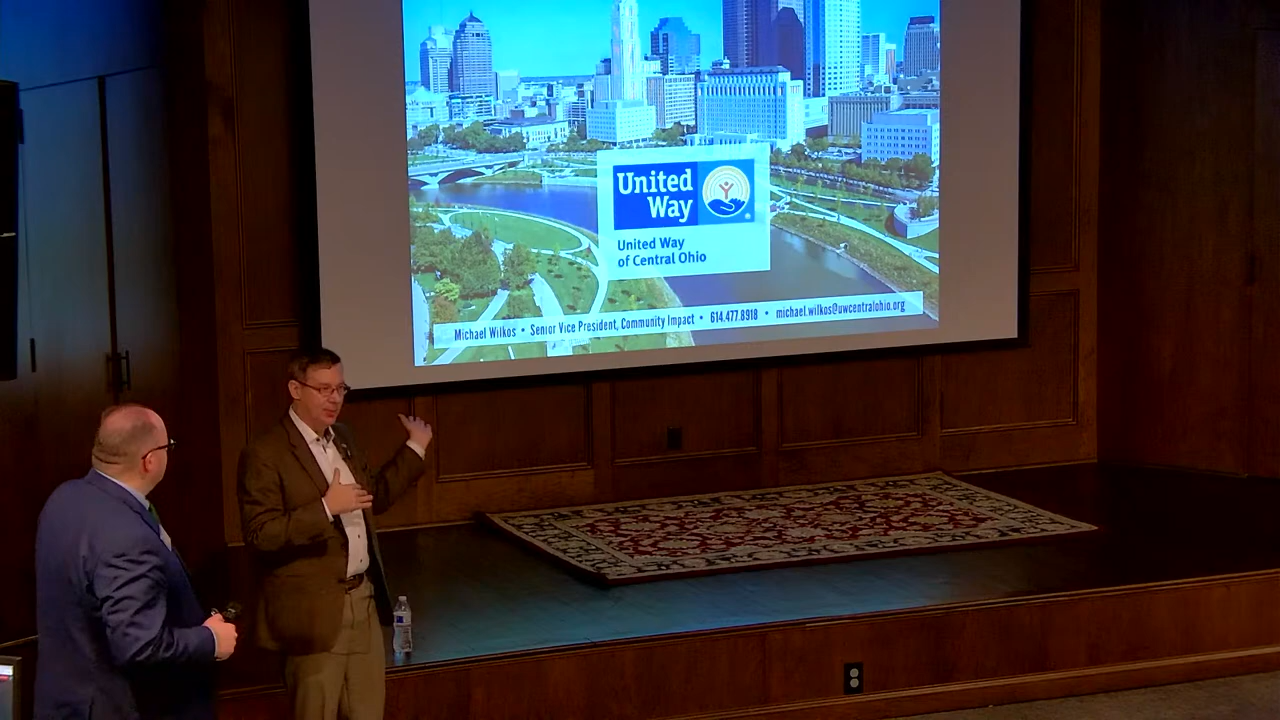 United
Way
United Way
of Central Ohio
Michael Wilkos • Senior Vice President, Community Impact • 614.477.8918 • michael.wilkos@uwcentralohio.org